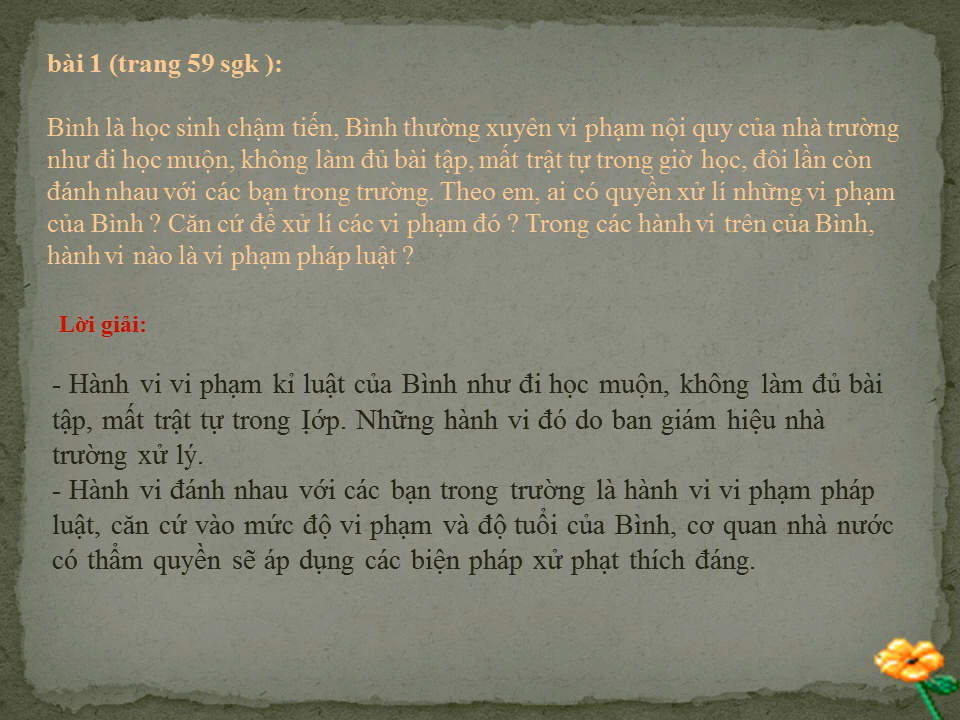 bài 1 (trang 59 sgk ):
Bình là học sinh chậm tiến, Bình thường xuyên vi phạm nội quy của nhà trường
như đi học muộn, không làm đủ bài tập, mất trật tự trong giờ học, đôi lần còn
đánh nhau với các bạn trong trường. Theo em, ai có quyền xử lí những vi phạm
của Bình ? Căn cứ để xử lí các vi phạm đó ? Trong các hành vi trên của Bình,
hành vi nào là vi phạm pháp luật ?
Lời giải:
- Hành vi vi phạm kỉ luật của Bình như đi học muộn, không làm đủ bài
tập, mất trật tự trong Ịớp. Những hành vi đó do ban giám hiệu nhà
trường xử lý.
- Hành vi đánh nhau với các bạn trong trường là hành vi vi phạm pháp
luật, căn cứ vào mức độ vi phạm và độ tuổi của Bình, cơ quan nhà nước
có thẩm quyền sẽ áp dụng các biện pháp xử phạt thích đáng.